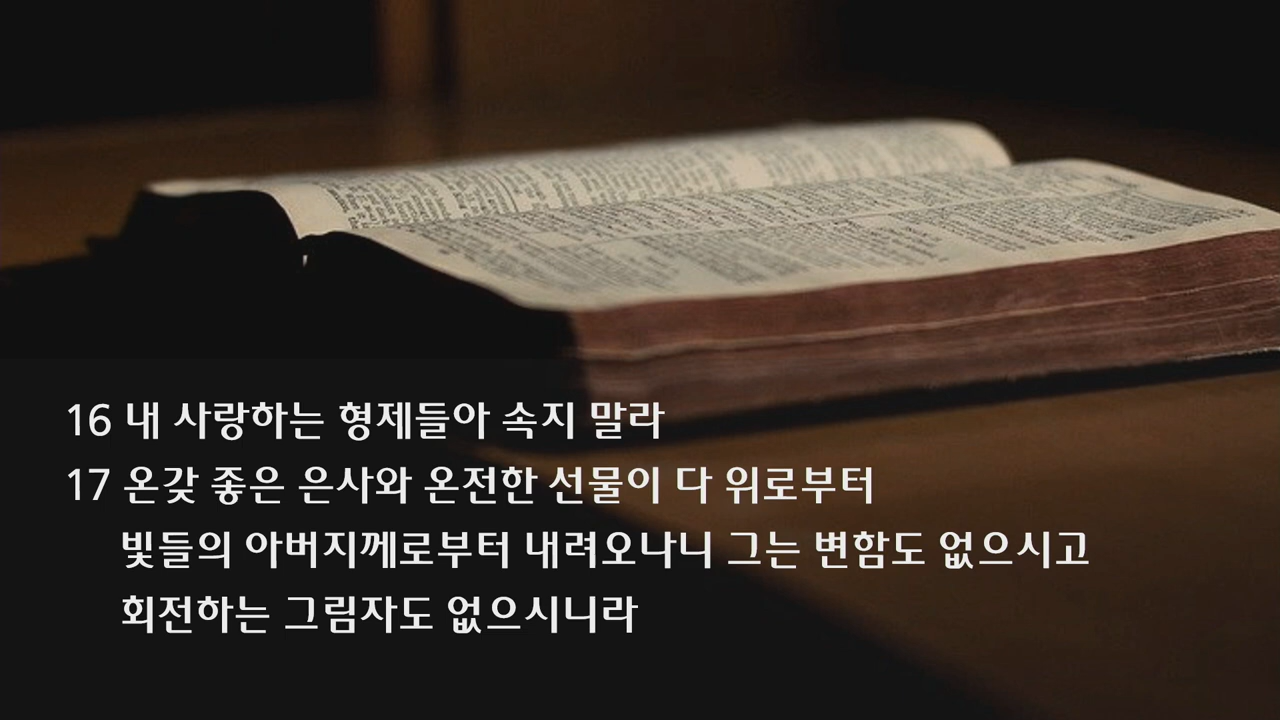 16 내 사랑하는 형제들아 속지 말라
17 온갖 좋은 은사와 온전한 선물이 다 위로부터
빛들의 아버지께로부터 내려오나니 그는 변함도 없으시고
회전하는 그림자도 없으시니라